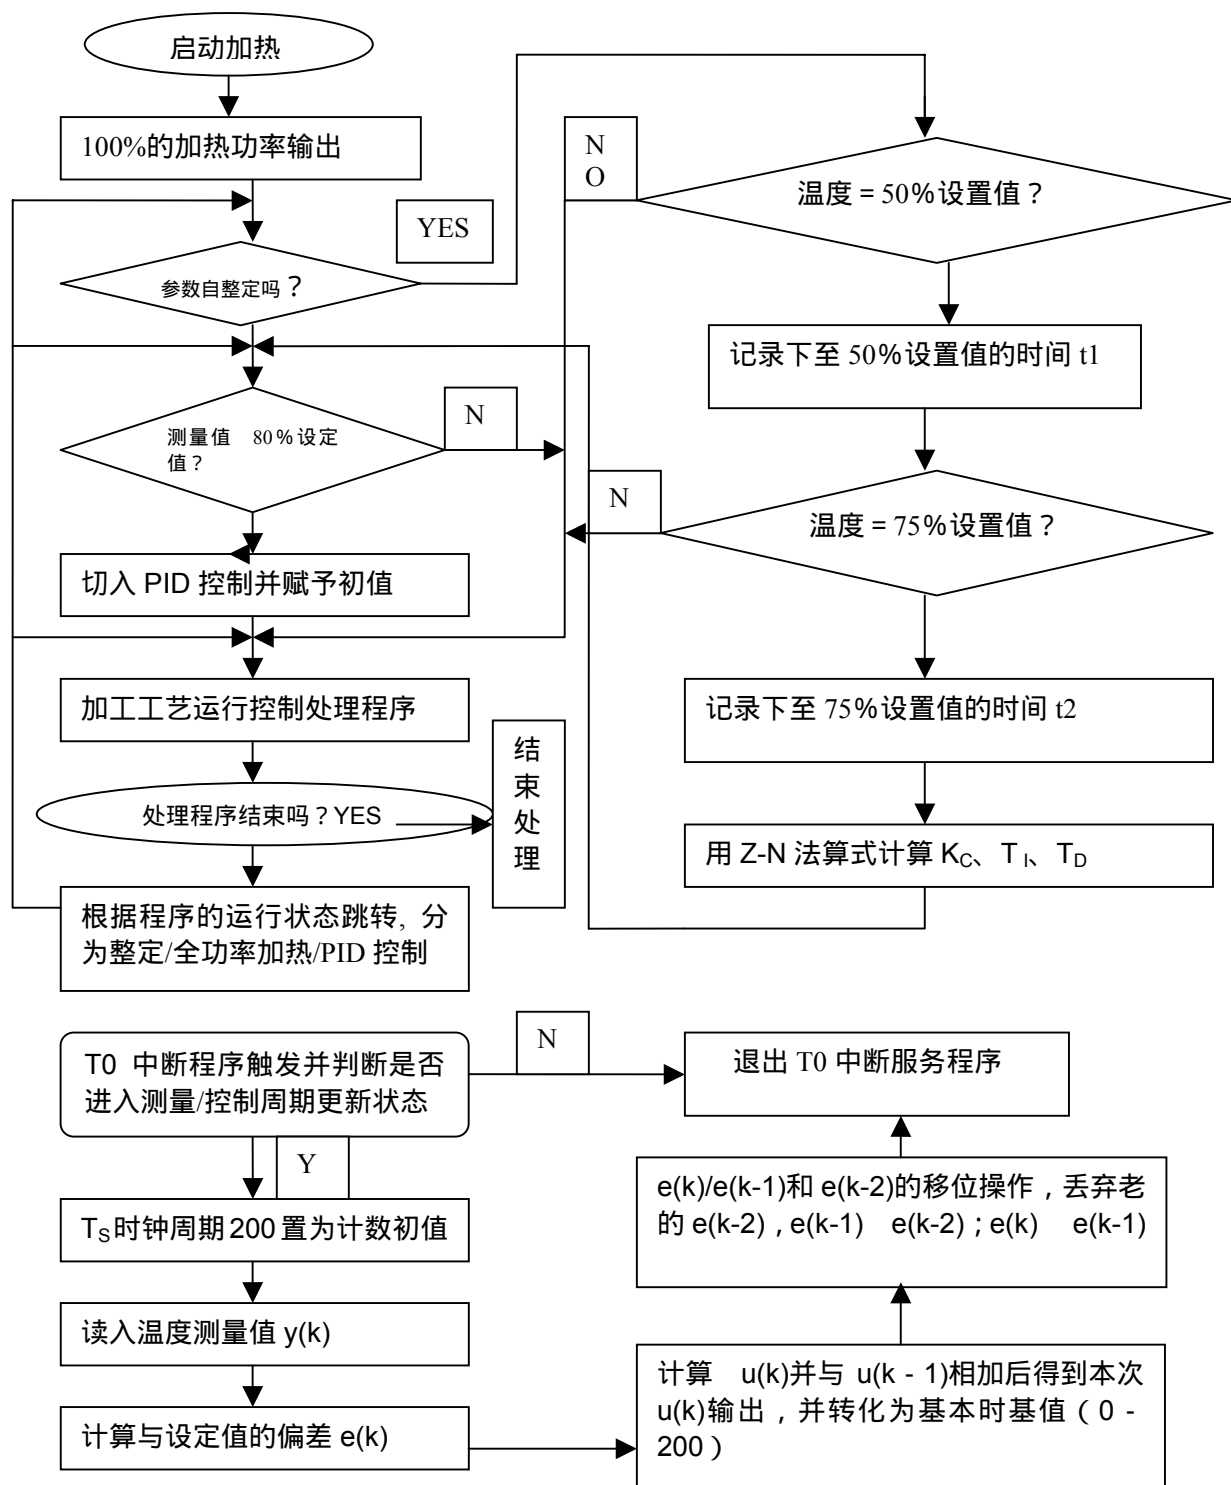 启动加热
100%的加热功率输出
YES
参数自整定吗？
N
O
温度 = 50%设置值？
记录下至 50%设置值的时间 t1
测量值 80%设定
值？
N
N
温度 = 75%设置值？
切入 PID 控制并赋予初值
加工工艺运行控制处理程序
记录下至 75%设置值的时间 t2
处理程序结束吗？YES
结
束
处
理
用 Z-N 法算式计算 KC、T I、TD
根据程序的运行状态跳转, 分
为整定/全功率加热/PID 控制
T0 中断程序触发并判断是否
进入测量/控制周期更新状态
N
退出 T0 中断服务程序
Y
TS时钟周期 200 置为计数初值
e(k)/e(k-1)和 e(k-2)的移位操作，丢弃老
的 e(k-2)，e(k-1) e(k-2)；e(k) e(k-1)
读入温度测量值 y(k)
计算 u(k)并与 u(k - 1)相加后得到本次
u(k)输出，并转化为基本时基值（0 -
200）
计算与设定值的偏差 e(k)